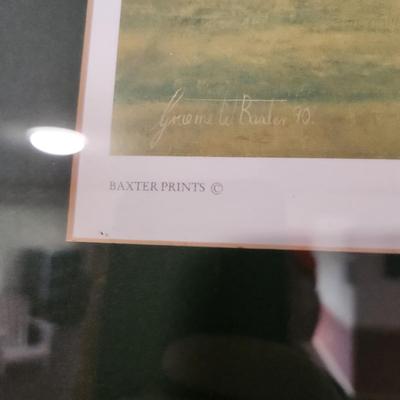 Graeme W Baxter 90.
BAXTER PRINTS ©